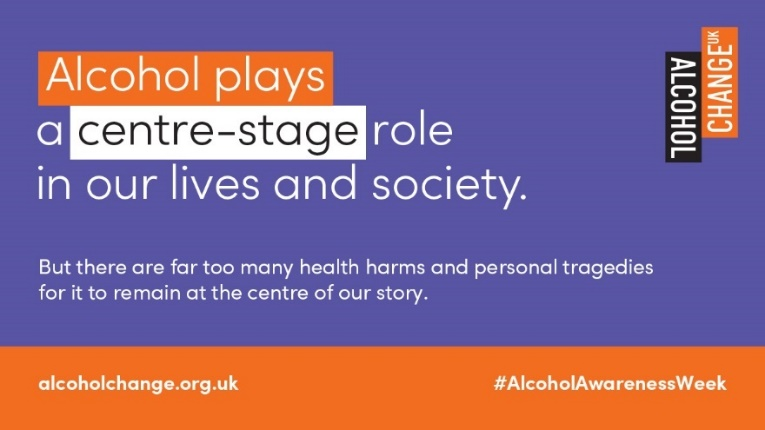 Alcohol plays
a centre-stage role
in our lives and society.
ALCOHOL
CHANGE UK
But there are far too many health harms and personal tragedies
for it to remain at the centre of our story.
alcoholchange.org.uk
#AlcoholAwarenessWeek